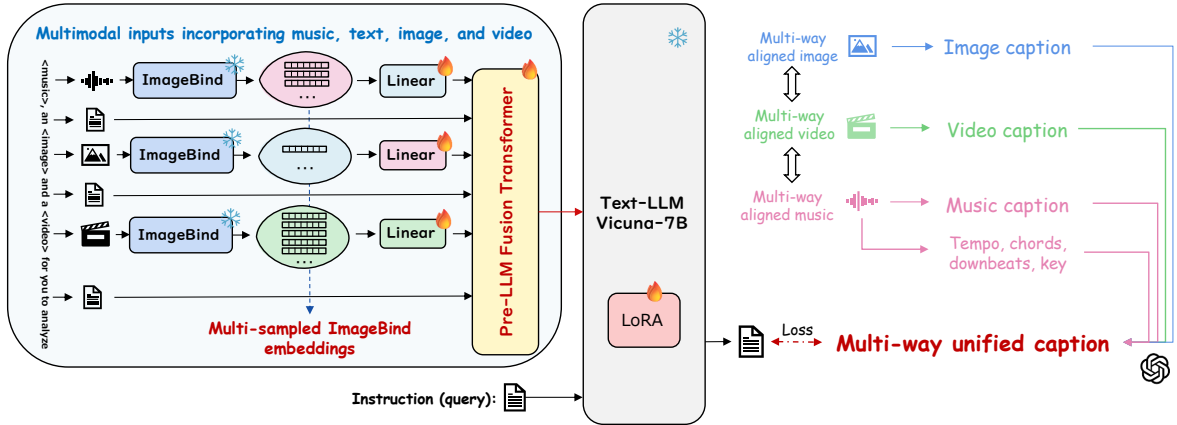 Multimodal inputs incorporating music, text, image, and video
<music>, an <image> and a <video> for you to analyze
ImageBind
...
Linear
ImageBind
...
Linear
ImageBind
...
Linear
Multi-sampled ImageBind
embeddings
Pre-LLM Fusion Transformer
Instruction (query):
Text-LLM
Vicuna-7B
LoRA
Multi-way
aligned image
Image caption
Multi-way
aligned video
Video caption
Multi-way
aligned music
Music caption
Tempo, chords,
downbeats, key
Loss
Multi-way unified caption